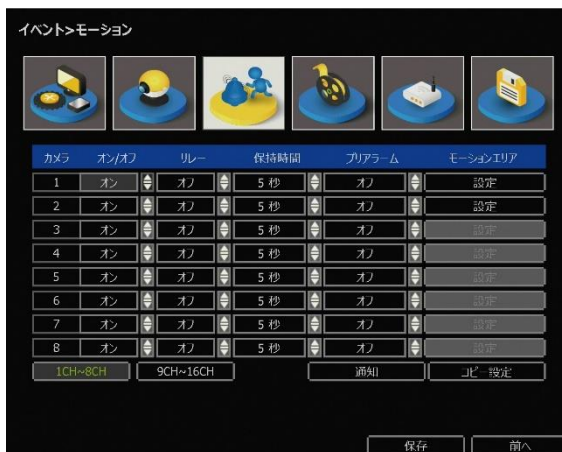 イベント>モーション
カメラ オン/オフ リレー 保持時間 プリアラーム モーションエリア
1 オン オフ 5 秒 オフ 設定
2 オン オフ 5 秒 オフ 設定
3 オン オフ 5 秒 オフ 設定
4 オン オフ 5 秒 オフ 設定
5 オン オフ 5 秒 オフ 設定
6 オン オフ 5 秒 オフ 設定
7 オン オフ 5 秒 オフ 設定
8 オン オフ 5 秒 オフ 設定
1CH~8CH 9CH~16CH 通知 コピー設定
保存 前へ